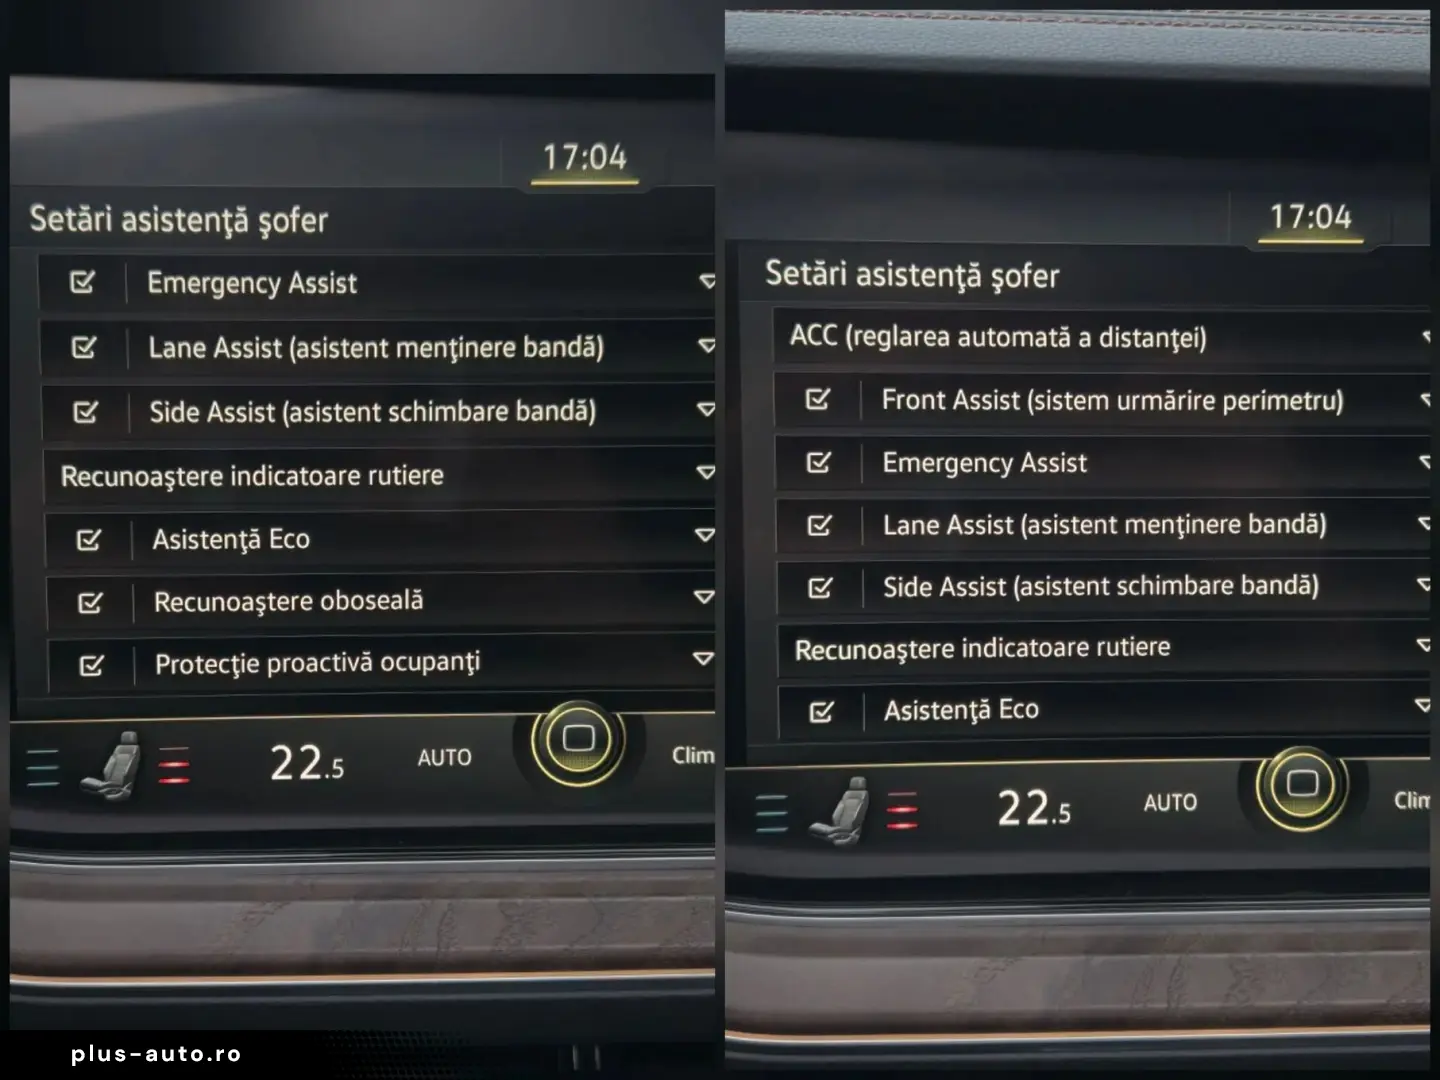 17:04
Setări asistenţă şofer
Emergency Assist
Lane Assist (asistent menţinere bandă)
Side Assist (asistent schimbare bandă)
Recunoaştere indicatoare rutiere
Asistenţă Eco
Recunoaştere oboseală
Protecţie proactivă ocupanţi
22.5
AUTO
Clim
17:04
Setări asistenţă şofer
ACC (reglarea automată a distanţei)
Front Assist (sistem urmărire perimetru)
Emergency Assist
Lane Assist (asistent menţinere bandă)
Side Assist (asistent schimbare bandă)
Recunoaştere indicatoare rutiere
Asistenţă Eco
22.5
AUTO
Clim
plus-auto.ro